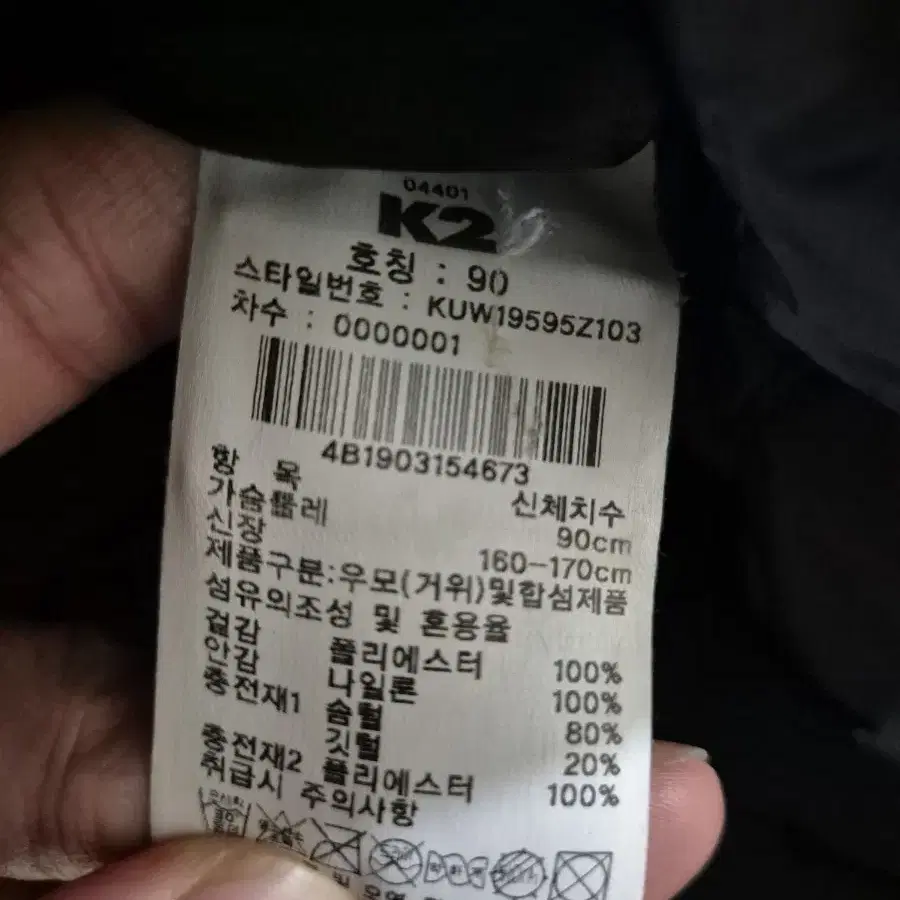 04401
K2
호칭 : 90
스타일번호 : KUW19595Z103
차수 : 0000001
4B1903154673
항 목 신체치수
가슴둘레 90cm
신장 160-170cm
제품구분:우모(거위)및합섬제품
섬유의조성 및 혼용율
겉감 폴리에스터 100%
안감 나일론 100%
충전재1 솜털 80%
깃털 20%
충전재2 폴리에스터 100%
취급시 주의사항